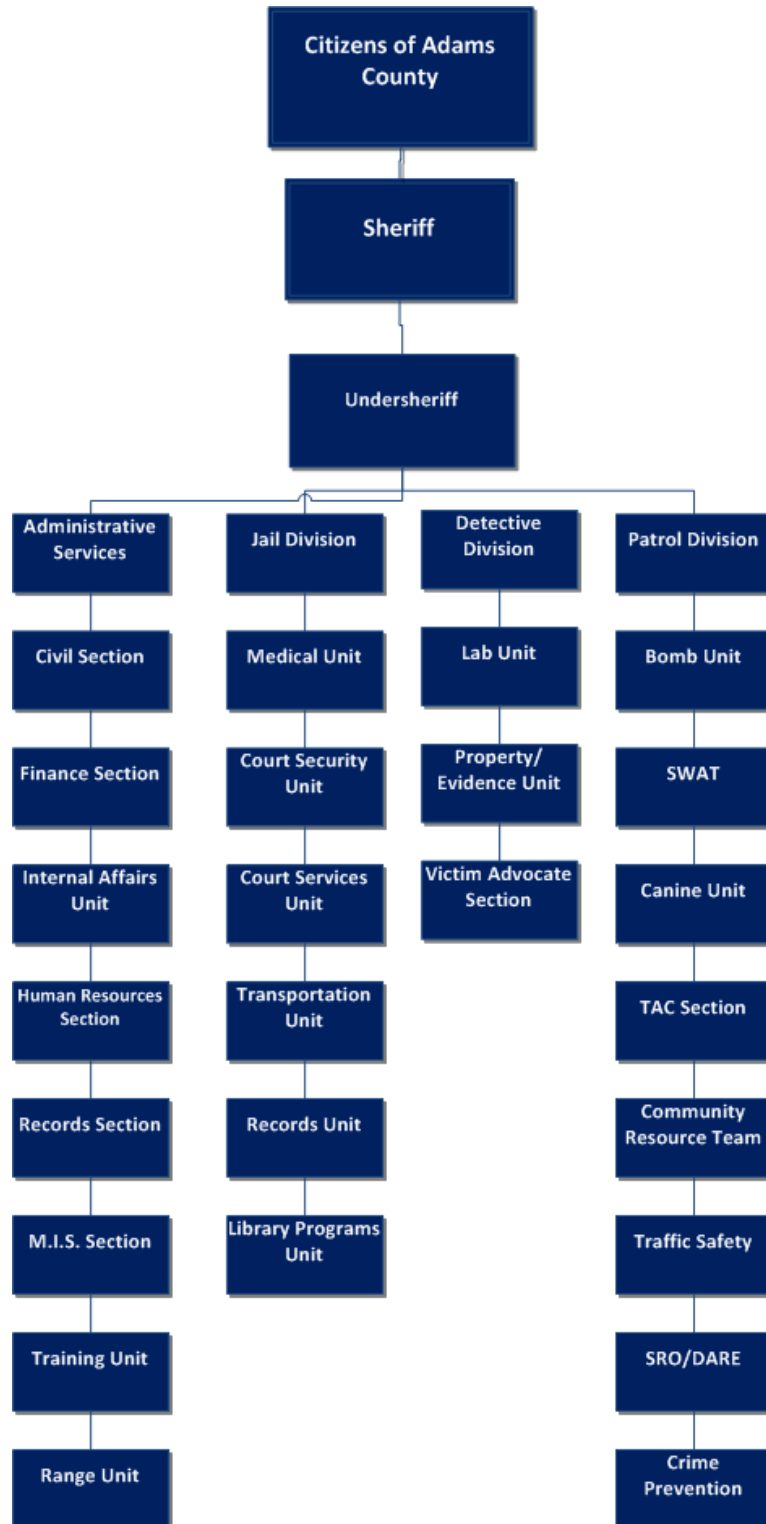 Citizens of Adams
County
Sheriff
Undersheriff
Administrative
Services
Civil Section
Finance Section
Internal Affairs
Unit
Human Resources
Section
Records Section
M.I.S. Section
Training Unit
Range Unit
Jail Division
Medical Unit
Court Security
Unit
Court Services
Unit
Transportation
Unit
Records Unit
Library Programs
Unit
Detective
Division
Lab Unit
Property/
Evidence Unit
Victim Advocate
Section
Patrol Division
Bomb Unit
SWAT
Canine Unit
TAC Section
Community
Resource Team
Traffic Safety
SRO/DARE
Crime
Prevention